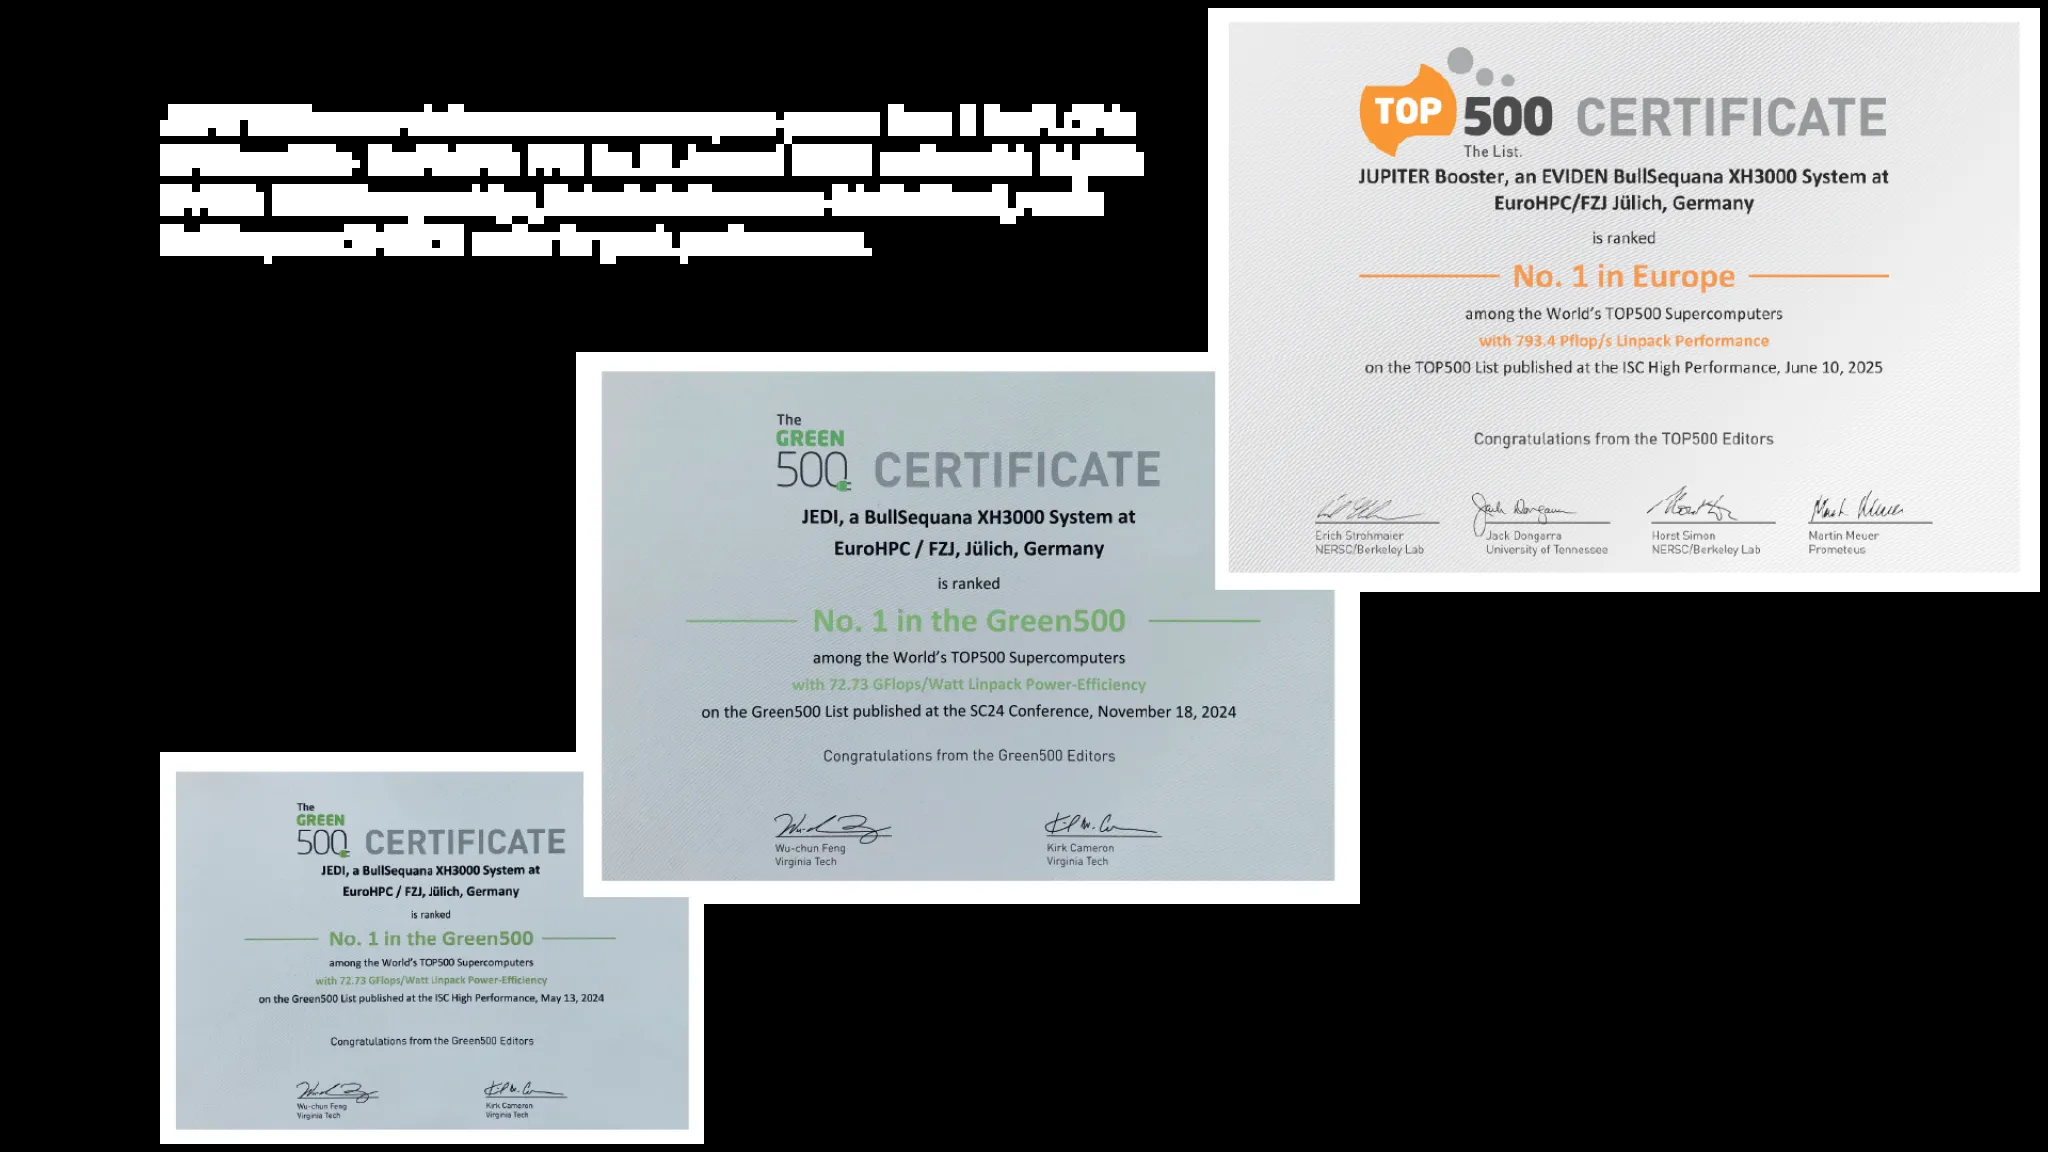 TOP 500 CERTIFICATE
The List.
JUPITER Booster, an EVIDEN BullSequana XH3000 System at
EuroHPC/FZJ Jülich, Germany
is ranked
No. 1 in Europe
among the World's TOP500 Supercomputers
with 793.4 Pflop/s Linpack Performance
on the TOP500 List published at the ISC High Performance, June 10, 2025
Congratulations from the TOP500 Editors
Erich Strohmaier
NERSC/Berkeley Lab
Jack Dongarra
University of Tennessee
Horst Simon
NERSC/Berkeley Lab
Martin Meuer
Prometeus
The
GREEN
500 CERTIFICATE
JEDI, a BullSequana XH3000 System at
EuroHPC / FZJ, Jülich, Germany
is ranked
No. 1 in the Green500
among the World's TOP500 Supercomputers
with 72.73 GFlops/Watt Linpack Power-Efficiency
on the Green500 List published at the SC24 Conference, November 18, 2024
Congratulations from the Green500 Editors
Wu-chun Feng
Virginia Tech
Kirk Cameron
Virginia Tech
The
GREEN
500 CERTIFICATE
JEDI, a BullSequana XH3000 System at
EuroHPC / FZJ, Jülich, Germany
is ranked
No. 1 in the Green500
among the World's TOP500 Supercomputers
with 72.73 GFlops/Watt Linpack Power-Efficiency
on the Green500 List published at the ISC High Performance, May 13, 2024
Congratulations from the Green500 Editors
Wu-chun Feng
Virginia Tech
Kirk Cameron
Virginia Tech